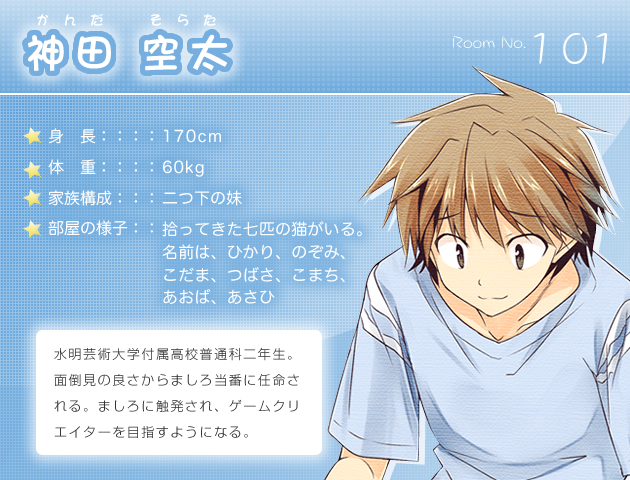 かんだ そらた
神田 空太
Room No. 101
身 長：：：：170cm
体 重：：：：60kg
家族構成：：：二つ下の妹
部屋の様子：：拾ってきた七匹の猫がいる。
名前は、ひかり、のぞみ、
こだま、つばさ、こまち、
あおば、あさひ
水明芸術大学付属高校普通科二年生。
面倒見の良さからましろ当番に任命さ
れる。ましろに触発され、ゲームクリ
エイターを目指すようになる。